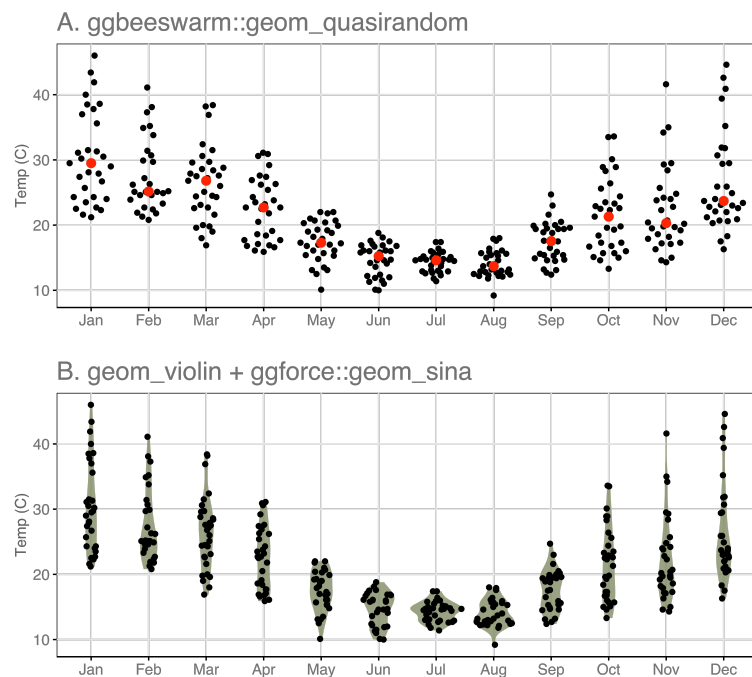 A. ggbeeswarm::geom_quasirandom
Temp (C)
40
30
20
10
Jan Feb Mar Apr May Jun Jul Aug Sep Oct Nov Dec
B. geom_violin + ggforce::geom_sina
Temp (C)
40
30
20
10
Jan Feb Mar Apr May Jun Jul Aug Sep Oct Nov Dec